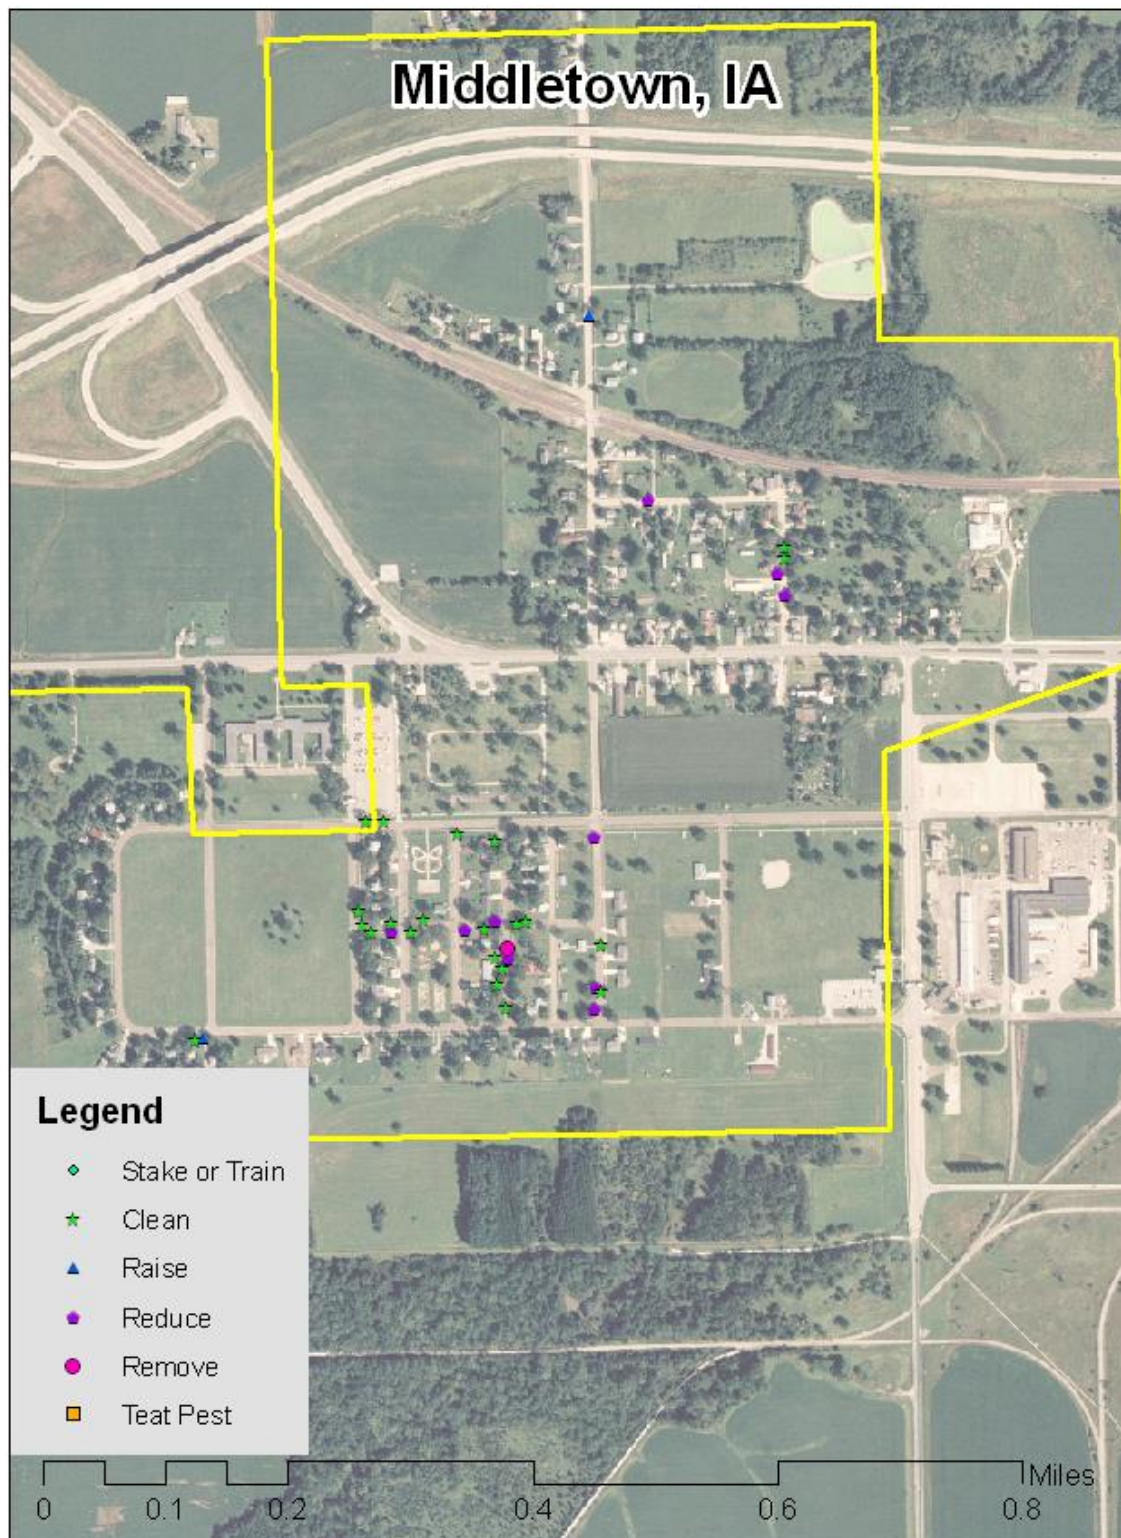 Middletown, IA
Legend
Stake or Train
Clean
Raise
Reduce
Remove
Teat Pest
Miles
0 0.1 0.2 0.4 0.6 0.8